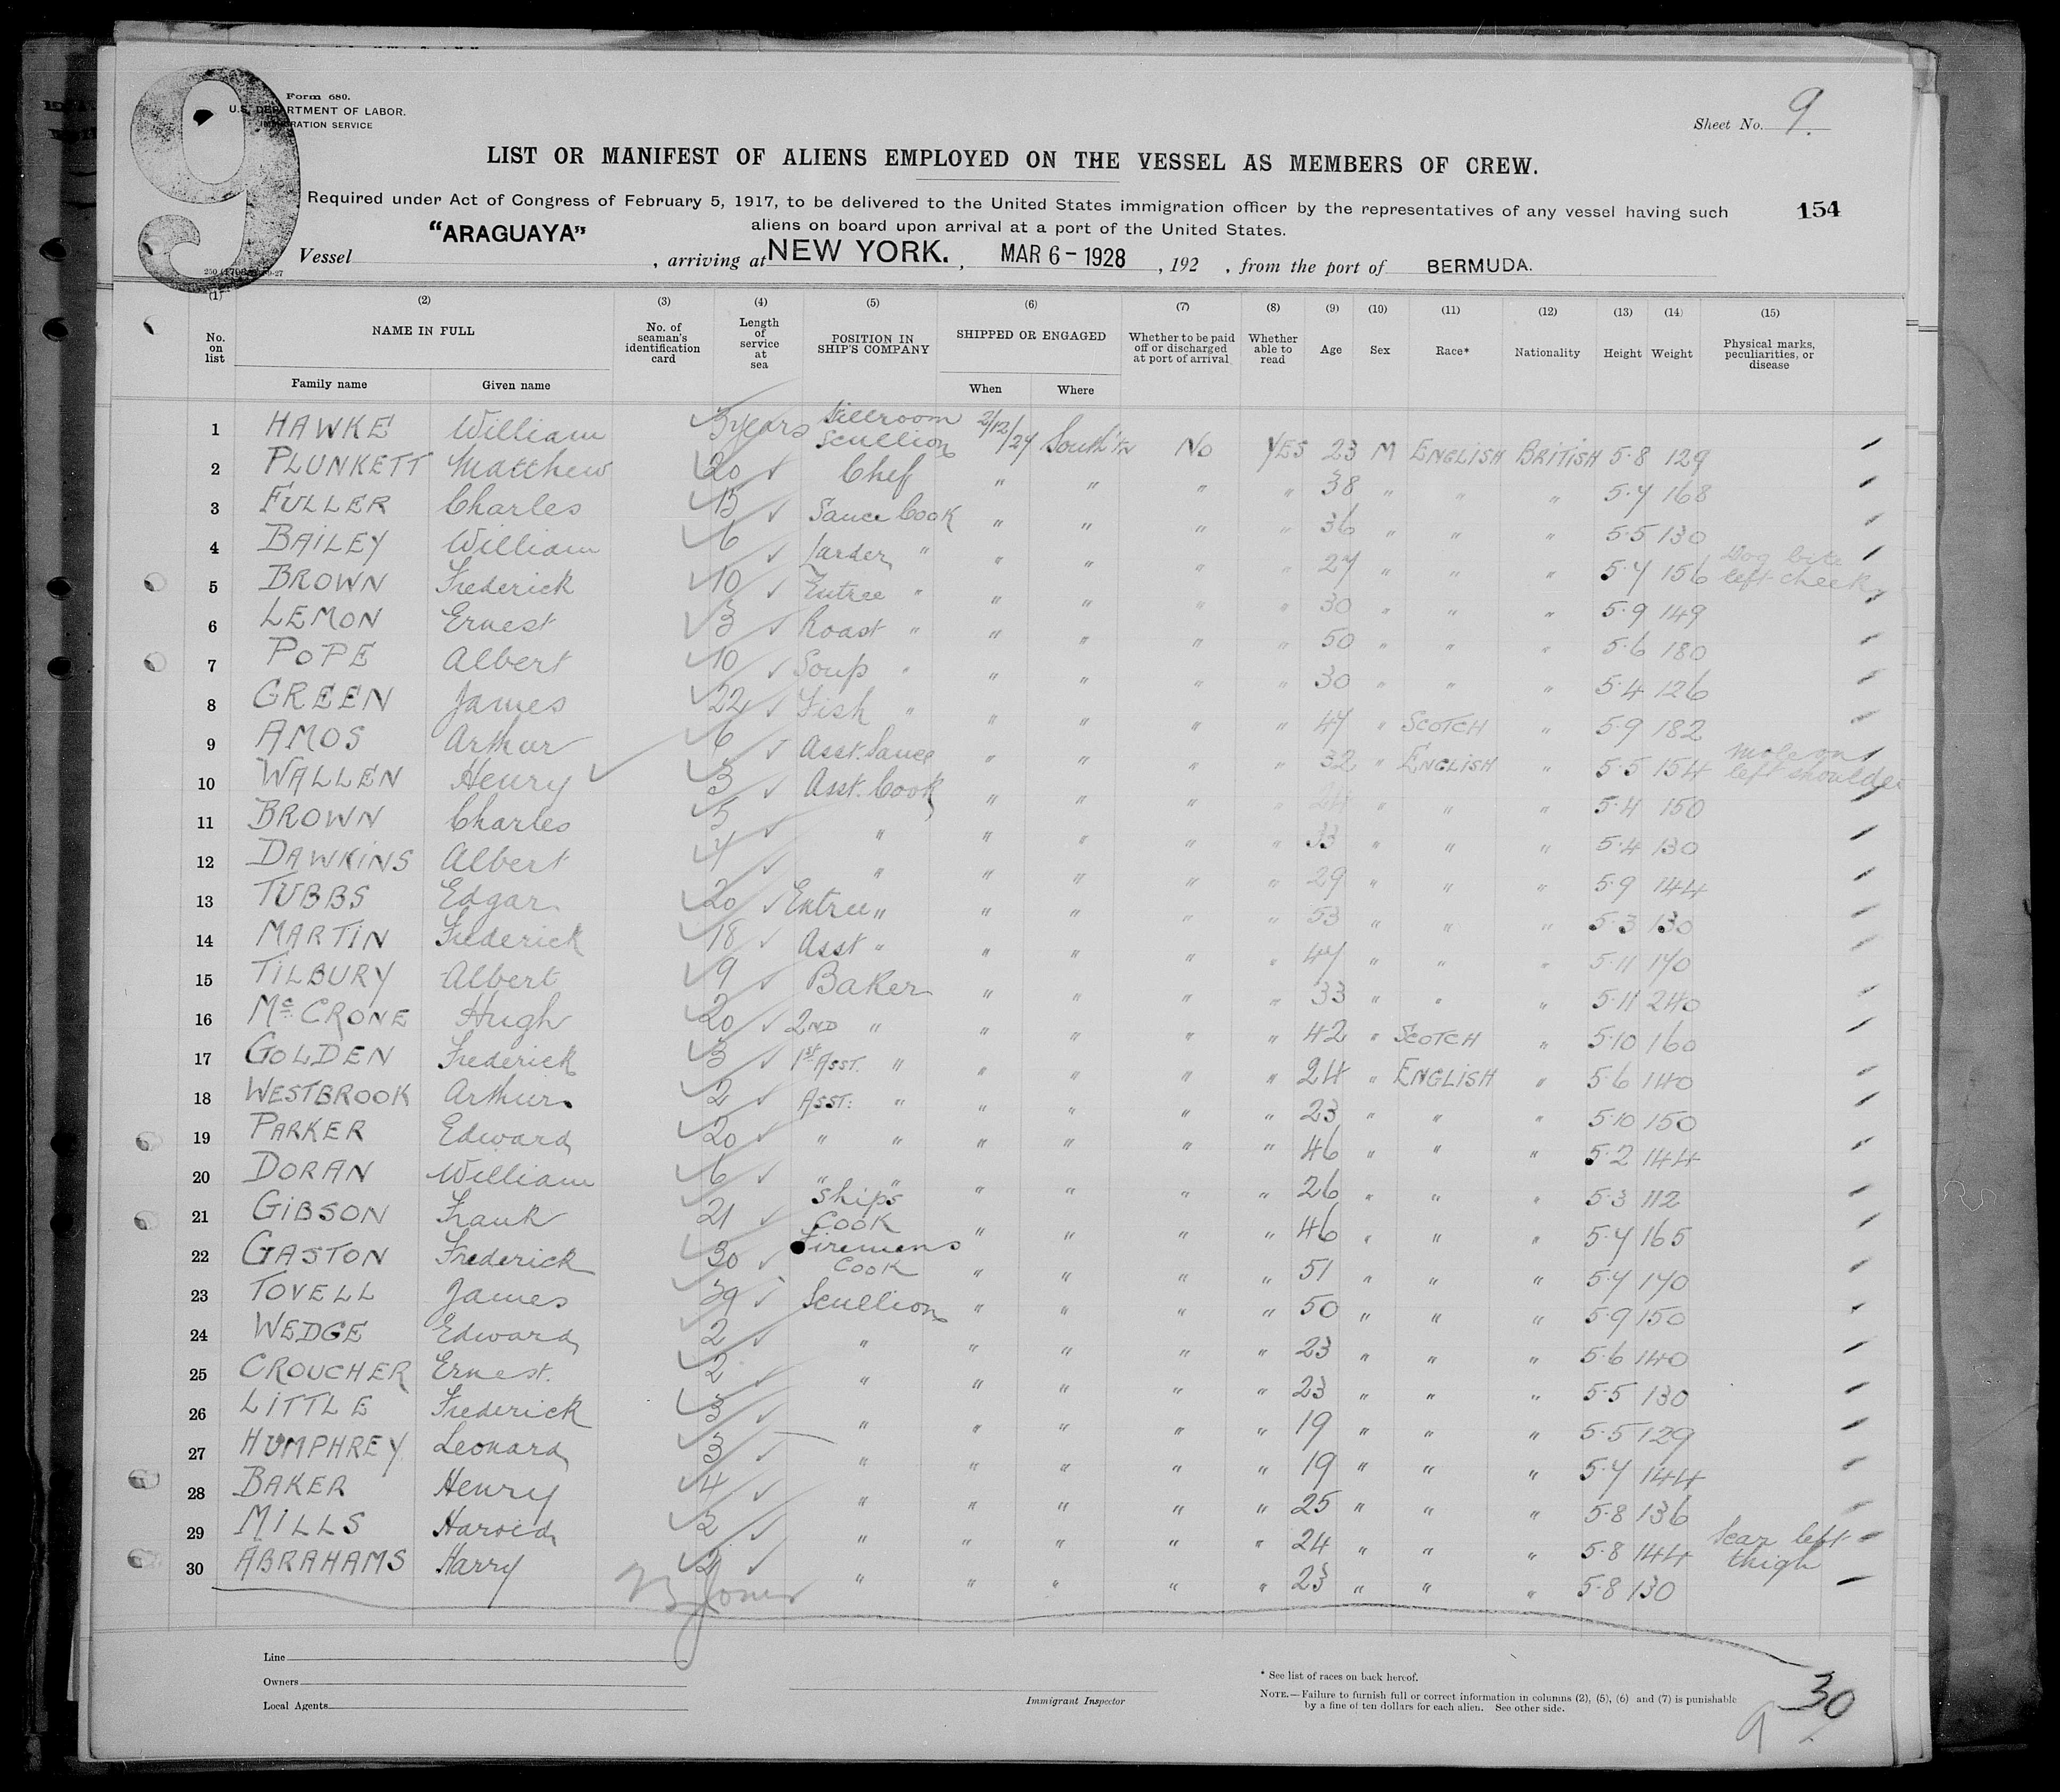 9
Form 680.
U.S. DEPARTMENT OF LABOR.
IMMIGRATION SERVICE
Sheet No. 9.
LIST OR MANIFEST OF ALIENS EMPLOYED ON THE VESSEL AS MEMBERS OF CREW.
Required under Act of Congress of February 5, 1917, to be delivered to the United States immigration officer by the representatives of any vessel having such
aliens on board upon arrival at a port of the United States.
154
Vessel "ARAGUAYA", arriving at NEW YORK., MAR 6-1928, 192 , from the port of BERMUDA.
(1) (2) (3) (4) (5) (6) (7) (8) (9) (10) (11) (12) (13) (14) (15)
No. on list NAME IN FULL No. of seaman's identification card Length of service at sea POSITION IN SHIP'S COMPANY SHIPPED OR ENGAGED Whether to be paid off or discharged at port of arrival Whether able to read Age Sex Race* Nationality Height Weight Physical marks, peculiarities, or disease
Family name Given name When Where
1 HAWKE William 3 years Stillroom Scullion 2/12/27 South'tn No YES 23 M ENGLISH BRITISH 5·8 129
2 PLUNKETT Matthew 20 Chef " " " " 38 " " " 5·7 168
3 FULLER Charles 15 Sauce Cook " " " " 36 " " " 5·5 130
4 BAILEY William 6 Larder " " " " " 27 " " " 5·7 156 Dog bite left cheek
5 BROWN Frederick 10 Entree " " " " " 30 " " " 5·9 149
6 LEMON Ernest 3 Roast " " " " " 50 " " " 5·6 180
7 POPE Albert 10 Soup " " " " " 30 " " " 5·4 126
8 GREEN James 22 Fish " " " " " 47 " SCOTCH " 5·9 182
9 AMOS Arthur 6 Asst. Sauce " " " " 32 " ENGLISH " 5·5 154 mole on left shoulder
10 WALLEN Henry 3 Asst. Cook " " " " 24 " " " 5·4 150
11 BROWN Charles 5 " " " " " 33 " " " 5·4 130
12 DAWKINS Albert 7 " " " " " 29 " " " 5·9 144
13 TUBBS Edgar 20 Entree " " " " " 53 " " " 5·3 130
14 MARTIN Frederick 18 Asst " " " " " 47 " " " 5·11 170
15 TILBURY Albert 9 Baker " " " " 33 " " " 5·11 240
16 McCRONE Hugh 20 2ND " " " " " 42 " SCOTCH " 5·10 160
17 GOLDEN Frederick 3 1st ASST. " " " " " 24 " ENGLISH " 5·6 140
18 WESTBROOK Arthur 2 ASST: " " " " " 23 " " " 5·10 150
19 PARKER Edward 20 " " " " " " 46 " " " 5·2 144
20 DORAN William 6 " " " " " " 26 " " " 5·3 112
21 GIBSON Frank 21 Ships Cook " " " " 46 " " " 5·7 165
22 GASTON Frederick 30 Firemens Cook " " " " 51 " " " 5·7 170
23 TOVELL James 39 Scullion " " " " 50 " " " 5·9 150
24 WEDGE Edward 2 " " " " " 23 " " " 5·6 140
25 CROUCHER Ernest. 2 " " " " " 23 " " " 5·5 130
26 LITTLE Frederick 3 " " " " " 19 " " " 5·5 129
27 HUMPHREY Leonard 3 " " " " " 19 " " " 5·7 144
28 BAKER Henry 4 " " " " " 25 " " " 5·8 136
29 MILLS Harold 2 " " " " " 24 " " " 5·8 144 Scar left thigh
30 ABRAHAMS Harry 2 " " " " " 23 " " " 5·8 130
Jones
Line
Owners
Local Agents
Immigrant Inspector
* See list of races on back hereof.
NOTE.—Failure to furnish full or correct information in columns (2), (5), (6) and (7) is punishable
by a fine of ten dollars for each alien. See other side.
30
9